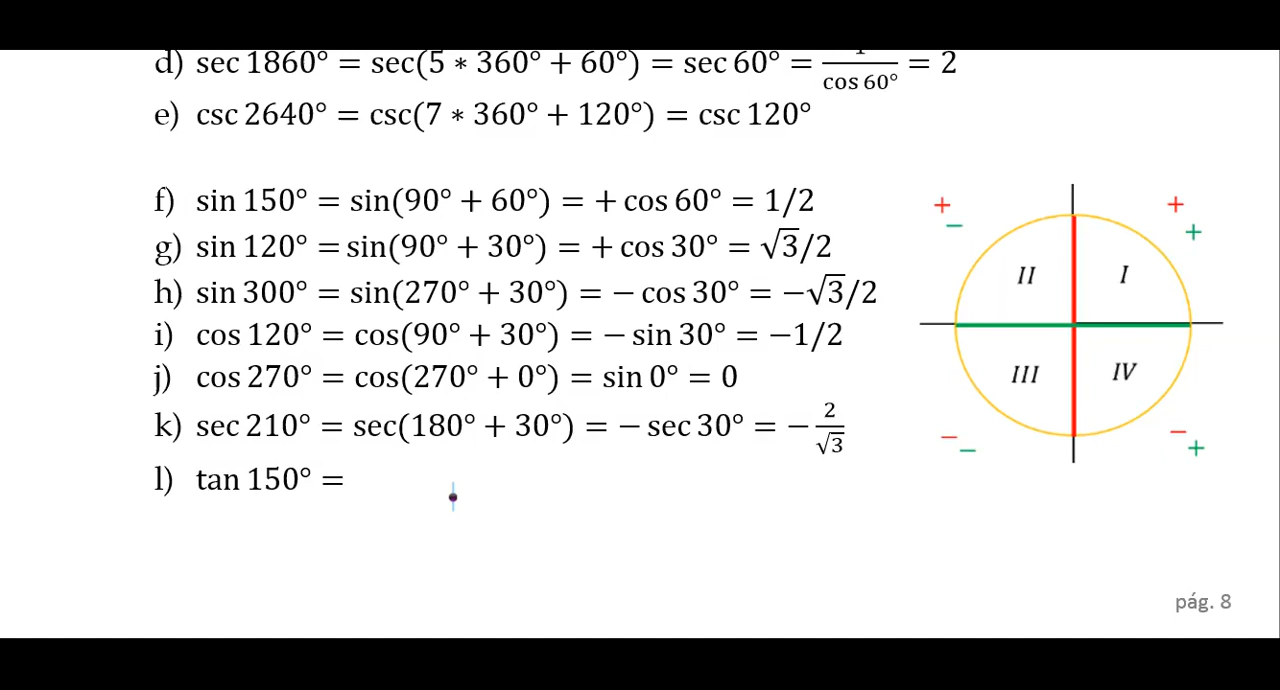 d) sec 1860° = sec(5 ∗ 360° + 60°) = sec 60° = 1/cos 60° = 2
e) csc 2640° = csc(7 ∗ 360° + 120°) = csc 120°
f) sin 150° = sin(90° + 60°) = + cos 60° = 1/2
g) sin 120° = sin(90° + 30°) = + cos 30° = √3/2
h) sin 300° = sin(270° + 30°) = − cos 30° = −√3/2
i) cos 120° = cos(90° + 30°) = − sin 30° = −1/2
j) cos 270° = cos(270° + 0°) = sin 0° = 0
k) sec 210° = sec(180° + 30°) = − sec 30° = − 2/√3
l) tan 150° =
+ +
− +
II I
III IV
− −
− +
pág. 8